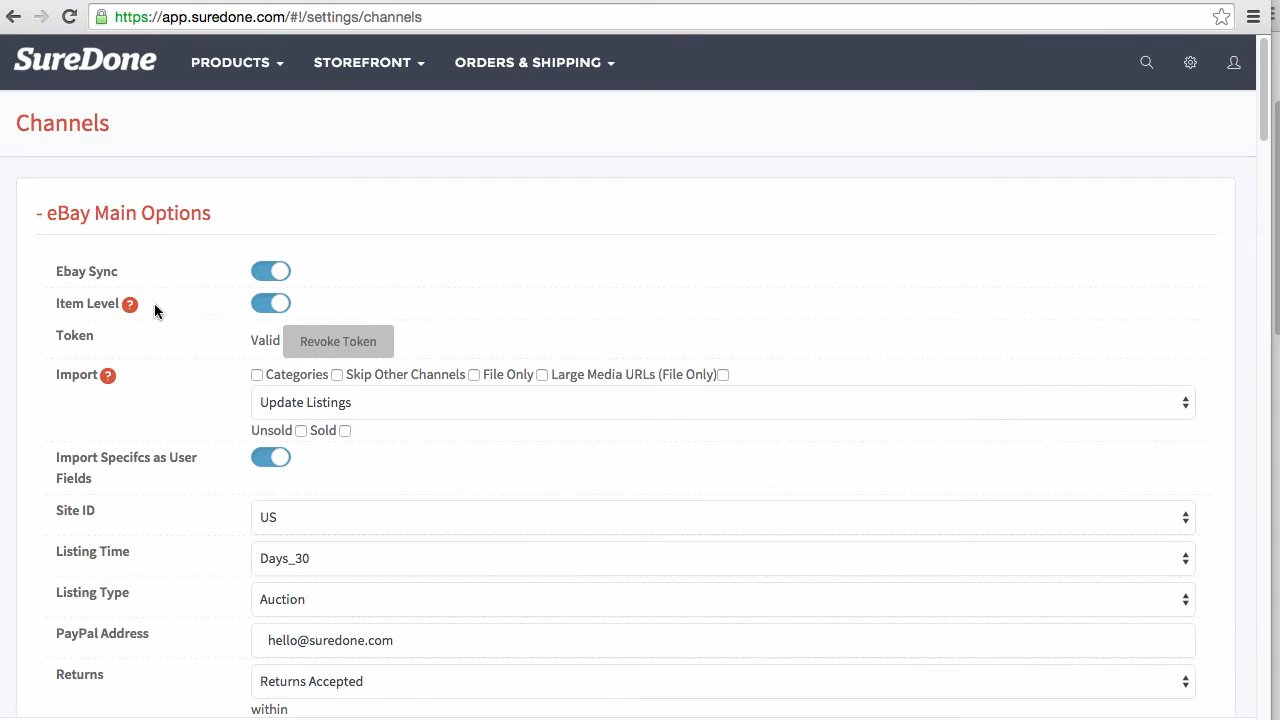 https://app.suredone.com/#!/settings/channels
SureDone PRODUCTS STOREFRONT ORDERS & SHIPPING
Channels
- eBay Main Options
Ebay Sync
Item Level ?
Token Valid Revoke Token
Import ? Categories Skip Other Channels File Only Large Media URLs (File Only)
Update Listings
Unsold Sold
Import Specifcs as User
Fields
Site ID US
Listing Time Days_30
Listing Type Auction
PayPal Address hello@suredone.com
Returns Returns Accepted
within